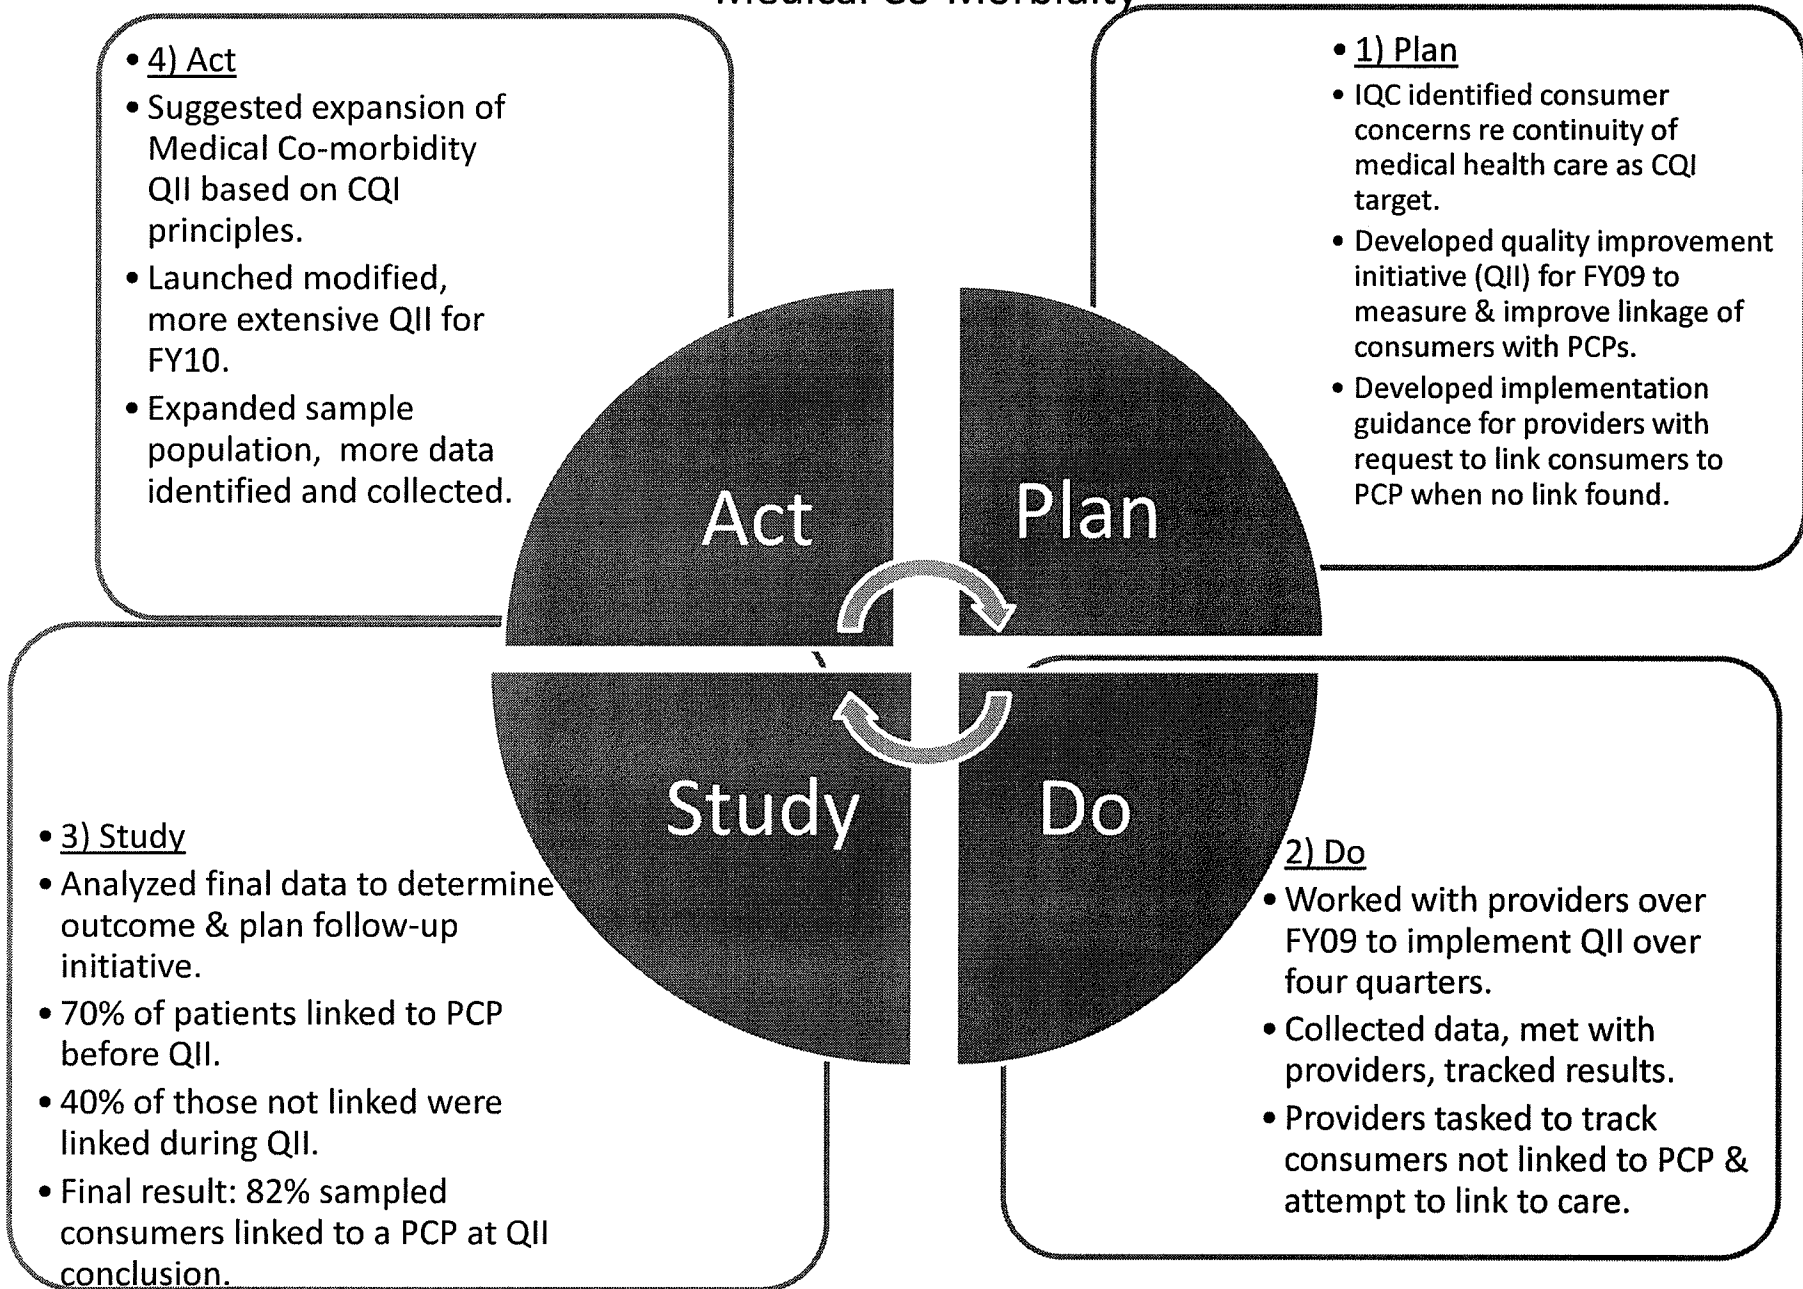 Medical Co-Morbidity
• 4) Act
• Suggested expansion of
Medical Co-morbidity
QII based on CQI
principles.
• Launched modified,
more extensive QII for
FY10.
• Expanded sample
population, more data
identified and collected.
• 1) Plan
• IQC identified consumer
concerns re continuity of
medical health care as CQI
target.
• Developed quality improvement
initiative (QII) for FY09 to
measure & improve linkage of
consumers with PCPs.
• Developed implementation
guidance for providers with
request to link consumers to
PCP when no link found.
Act
Plan
Study
Do
• 3) Study
• Analyzed final data to determine
outcome & plan follow-up
initiative.
• 70% of patients linked to PCP
before QII.
• 40% of those not linked were
linked during QII.
• Final result: 82% sampled
consumers linked to a PCP at QII
conclusion.
2) Do
• Worked with providers over
FY09 to implement QII over
four quarters.
• Collected data, met with
providers, tracked results.
• Providers tasked to track
consumers not linked to PCP &
attempt to link to care.